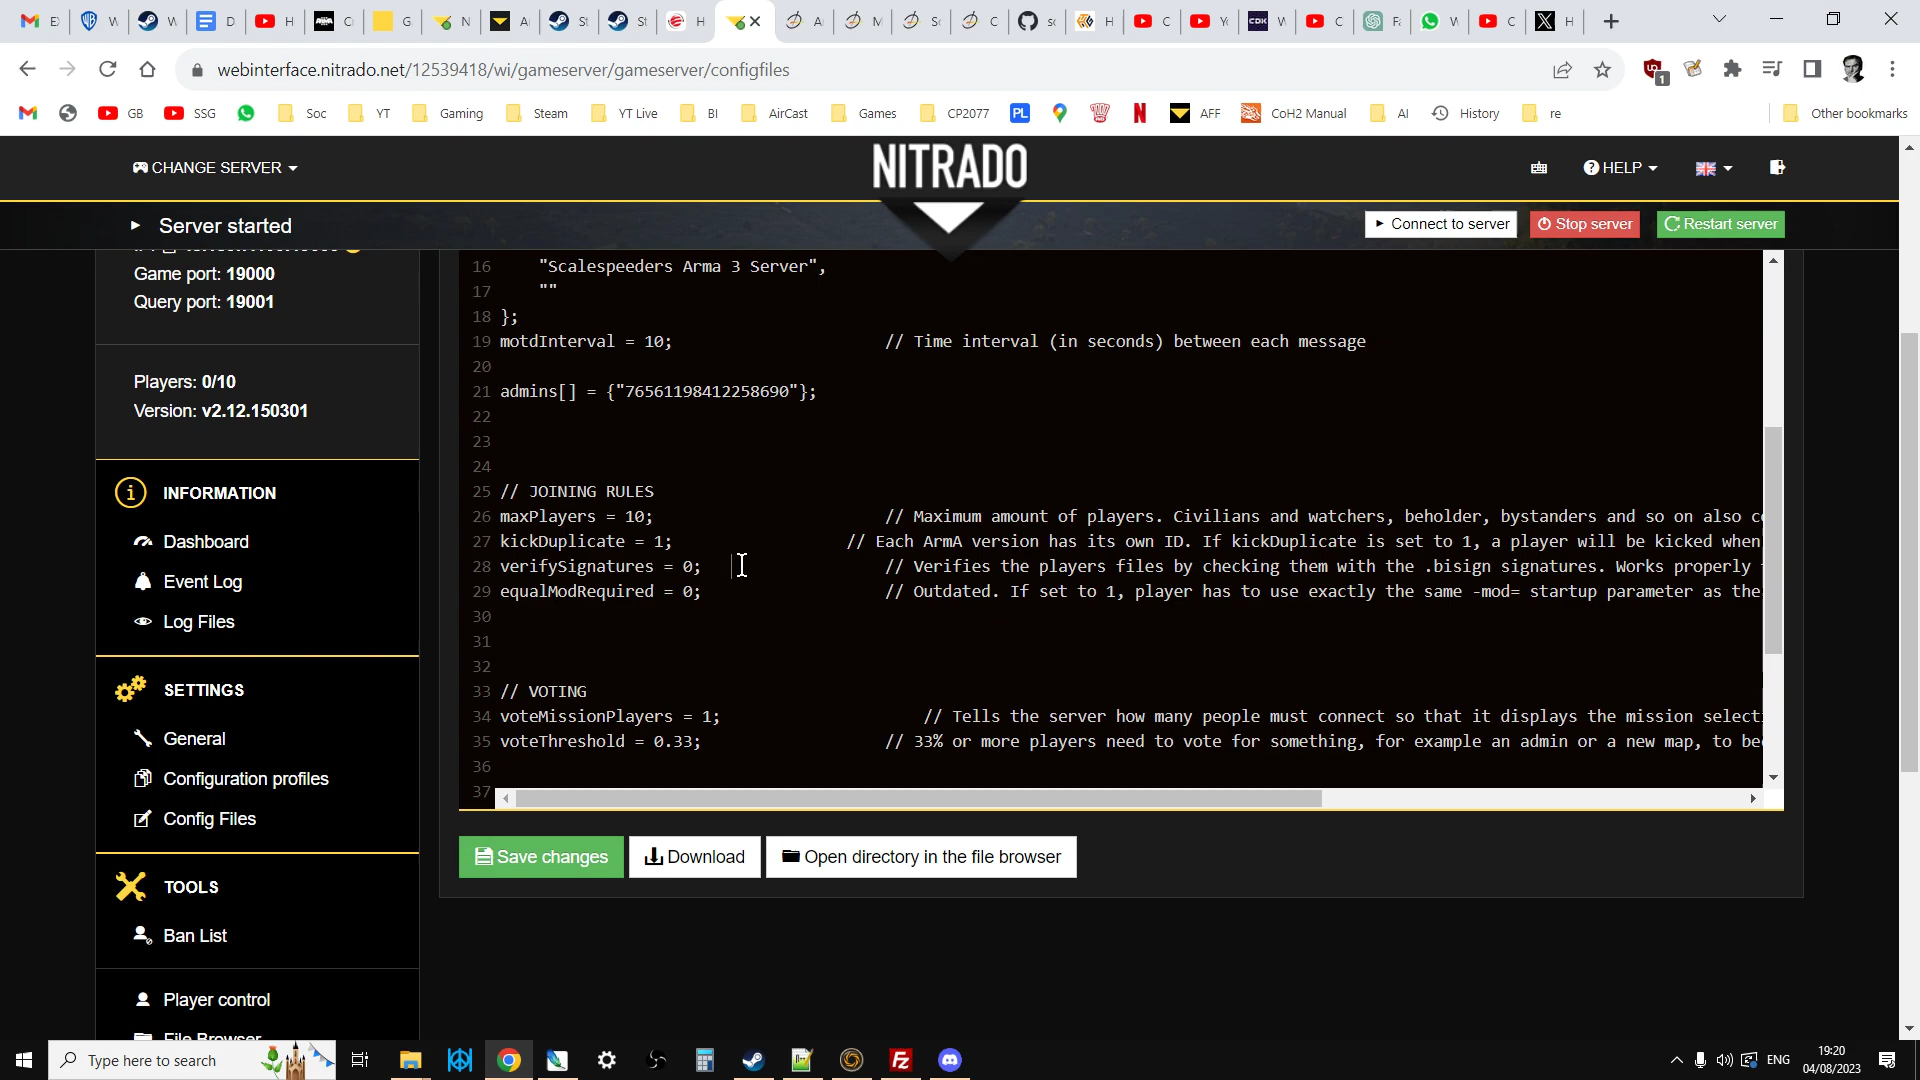 webinterface.nitrado.net/12539418/wi/gameserver/gameserver/configfiles
GB
SSG
Soc
YT
Gaming
Steam
YT Live
BI
AirCast
Games
CP2077
PL
AFF
CoH2 Manual
AI
History
re
Other bookmarks
CHANGE SERVER
NITRADO
HELP
Server started
Connect to server
Stop server
Restart server
Game port: 19000
Query port: 19001
Players: 0/10
Version: v2.12.150301
INFORMATION
Dashboard
Event Log
Log Files
SETTINGS
General
Configuration profiles
Config Files
TOOLS
Ban List
Player control
File Browser
16 "Scalespeeders Arma 3 Server",
17 ""
18 };
19 motdInterval = 10; // Time interval (in seconds) between each message
20
21 admins[] = {"76561198412258690"};
22
23
24
25 // JOINING RULES
26 maxPlayers = 10; // Maximum amount of players. Civilians and watchers, beholder, bystanders and so on also c
27 kickDuplicate = 1; // Each ArmA version has its own ID. If kickDuplicate is set to 1, a player will be kicked when
28 verifySignatures = 0; // Verifies the players files by checking them with the .bisign signatures. Works properly
29 equalModRequired = 0; // Outdated. If set to 1, player has to use exactly the same -mod= startup parameter as the
30
31
32
33 // VOTING
34 voteMissionPlayers = 1; // Tells the server how many people must connect so that it displays the mission selecti
35 voteThreshold = 0.33; // 33% or more players need to vote for something, for example an admin or a new map, to be
36
37
Save changes
Download
Open directory in the file browser
Type here to search
ENG
19:20
04/08/2023